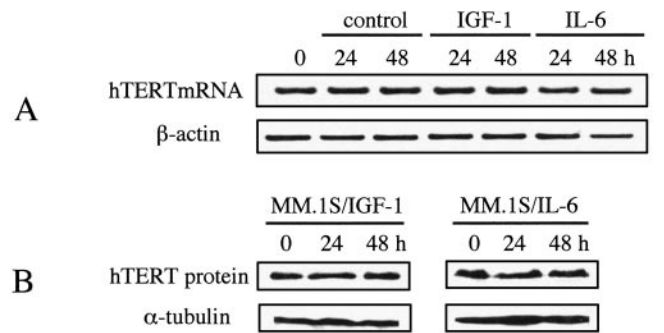 control IGF-1 IL-6
0 24 48 24 48 24 48 h
A
hTERTmRNA
β-actin
MM.1S/IGF-1 MM.1S/IL-6
0 24 48 h 0 24 48 h
B
hTERT protein
α-tubulin